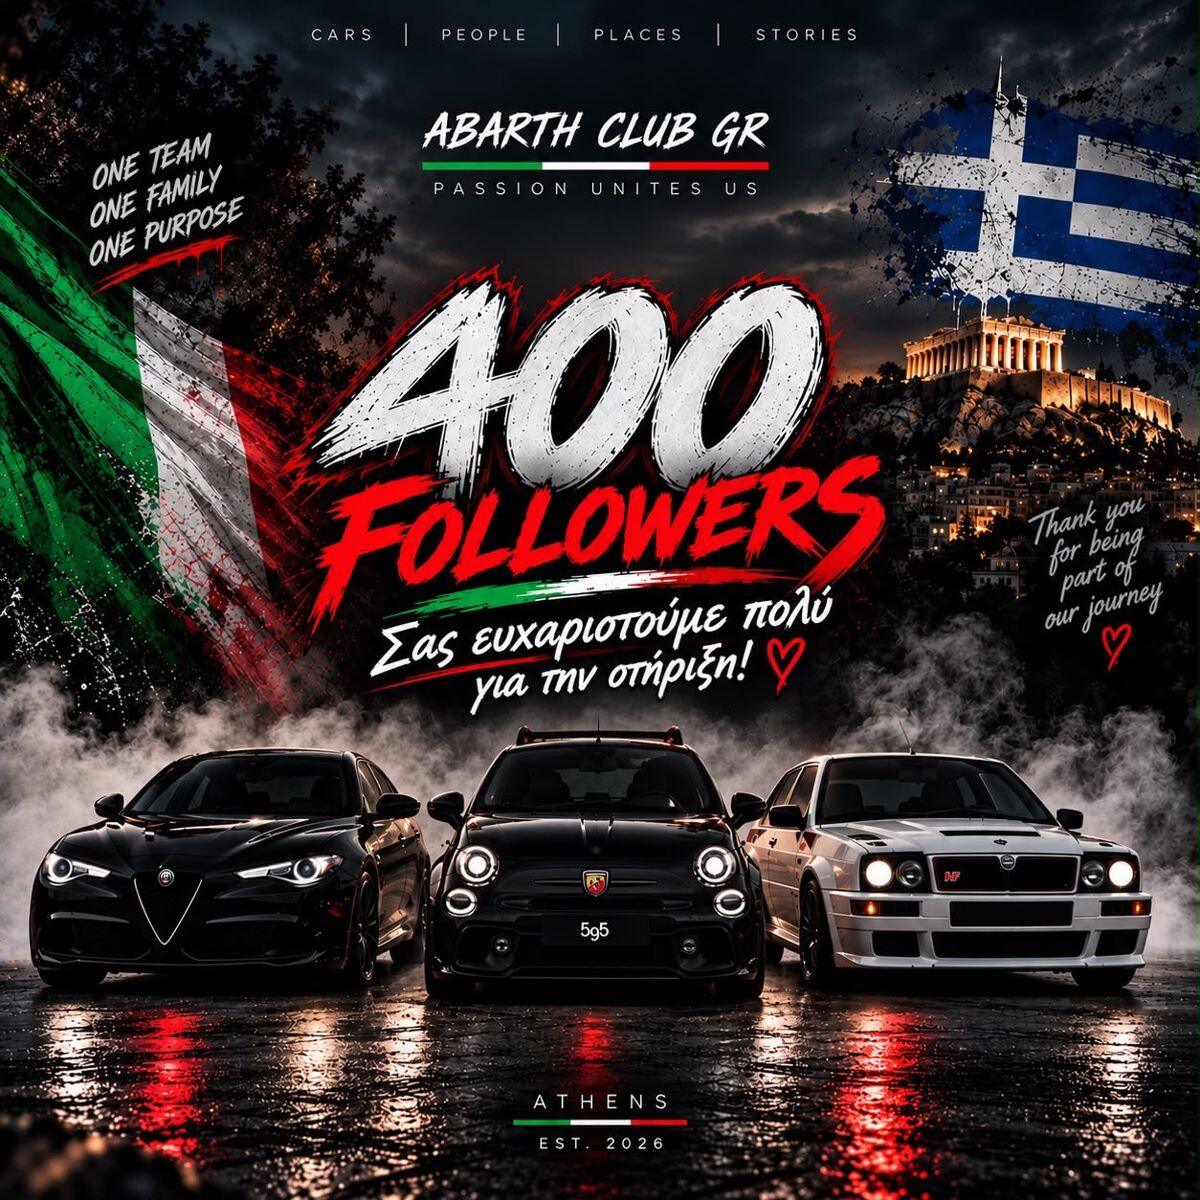 CARS | PEOPLE | PLACES | STORIES
ABARTH CLUB GR
PASSION UNITES US
ONE TEAM
ONE FAMILY
ONE PURPOSE
400
FOLLOWERS
Σας ευχαριστούμε πολύ
για την στήριξη!
Thank you
for being
part of
our journey
HF
595
ATHENS
EST. 2026